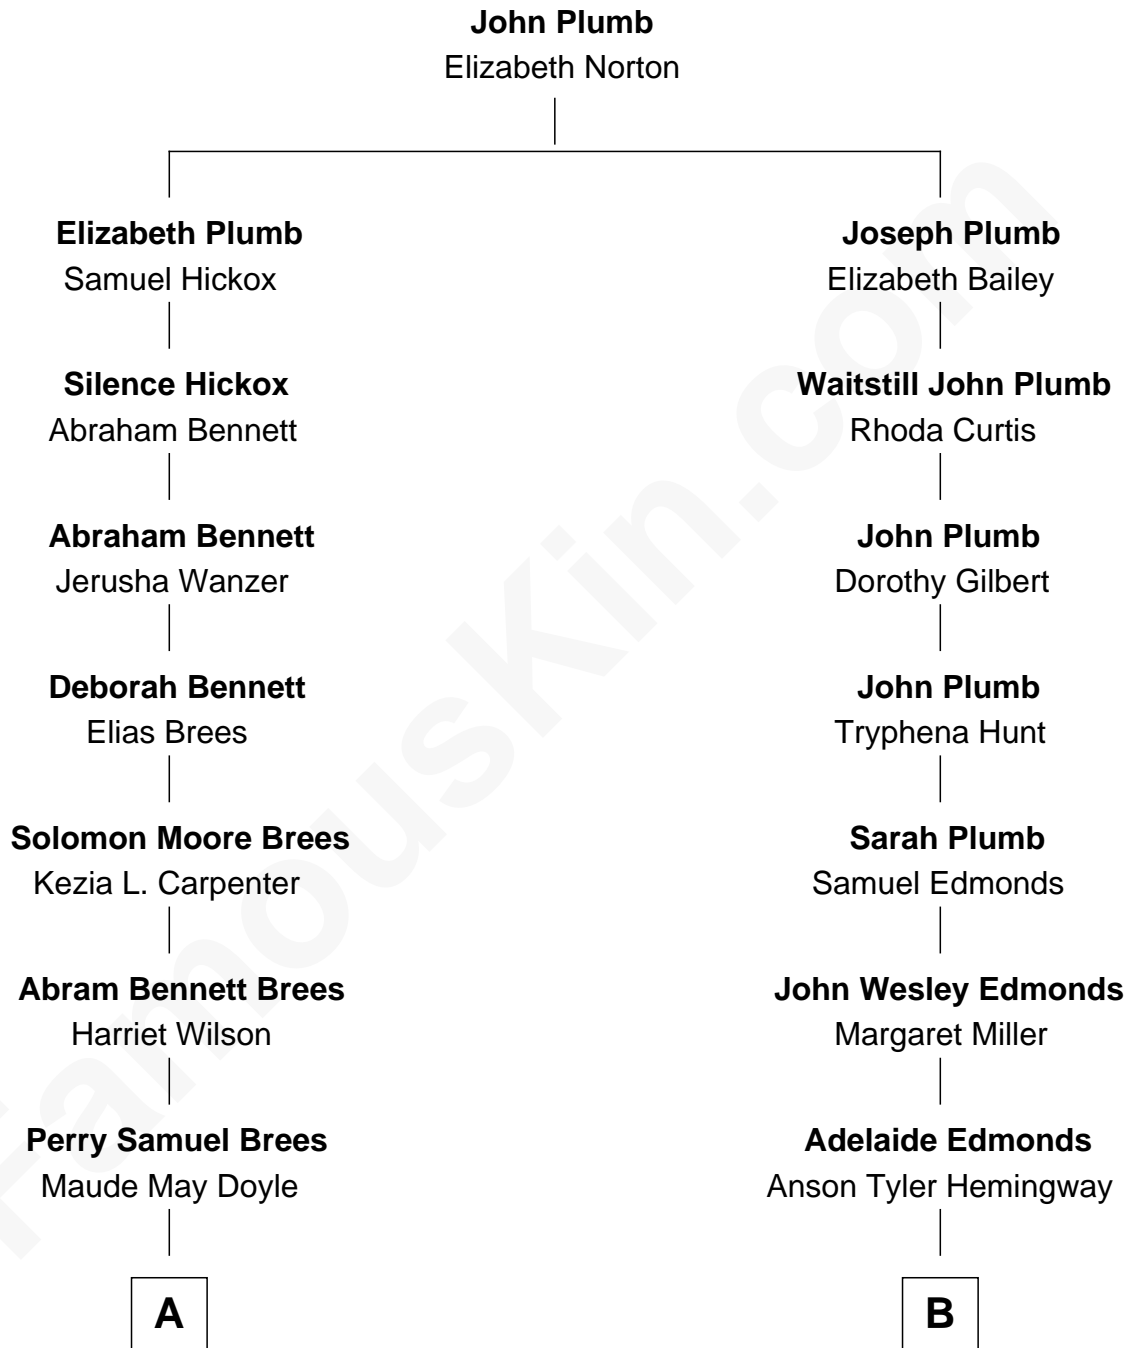 John Plumb
Elizabeth Norton
Elizabeth Plumb
Samuel Hickox
Joseph Plumb
Elizabeth Bailey
Silence Hickox
Abraham Bennett
Waitstill John Plumb
Rhoda Curtis
Abraham Bennett
Jerusha Wanzer
John Plumb
Dorothy Gilbert
Deborah Bennett
Elias Brees
John Plumb
Tryphena Hunt
Solomon Moore Brees
Kezia L. Carpenter
Sarah Plumb
Samuel Edmonds
Abram Bennett Brees
Harriet Wilson
John Wesley Edmonds
Margaret Miller
Perry Samuel Brees
Maude May Doyle
Adelaide Edmonds
Anson Tyler Hemingway
A
B
FamousKin.com